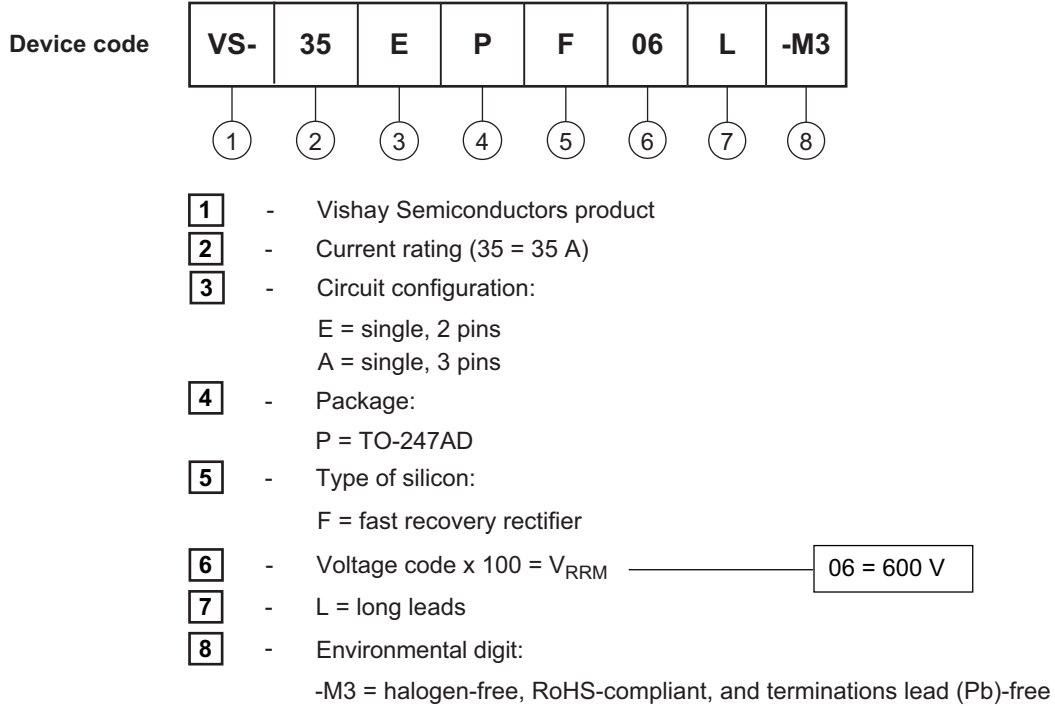 Device code VS- 35 E P F 06 L -M3
1 2 3 4 5 6 7 8
1 - Vishay Semiconductors product
2 - Current rating (35 = 35 A)
3 - Circuit configuration:
E = single, 2 pins
A = single, 3 pins
4 - Package:
P = TO-247AD
5 - Type of silicon:
F = fast recovery rectifier
6 - Voltage code x 100 = VRRM 06 = 600 V
7 - L = long leads
8 - Environmental digit:
-M3 = halogen-free, RoHS-compliant, and terminations lead (Pb)-free